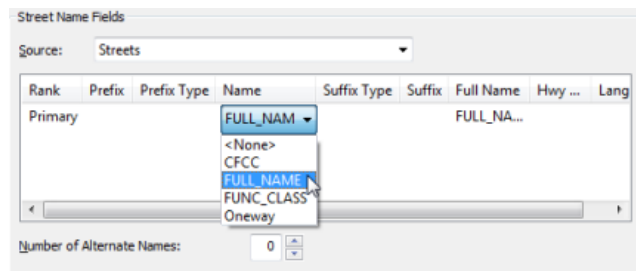 Street Name Fields
Source: Streets
Rank Prefix Prefix Type Name Suffix Type Suffix Full Name Hwy ... Lang
Primary FULL_NAM FULL_NA...
<None>
CFCC
FULL_NAME
FUNC_CLASS
Oneway
Number of Alternate Names: 0